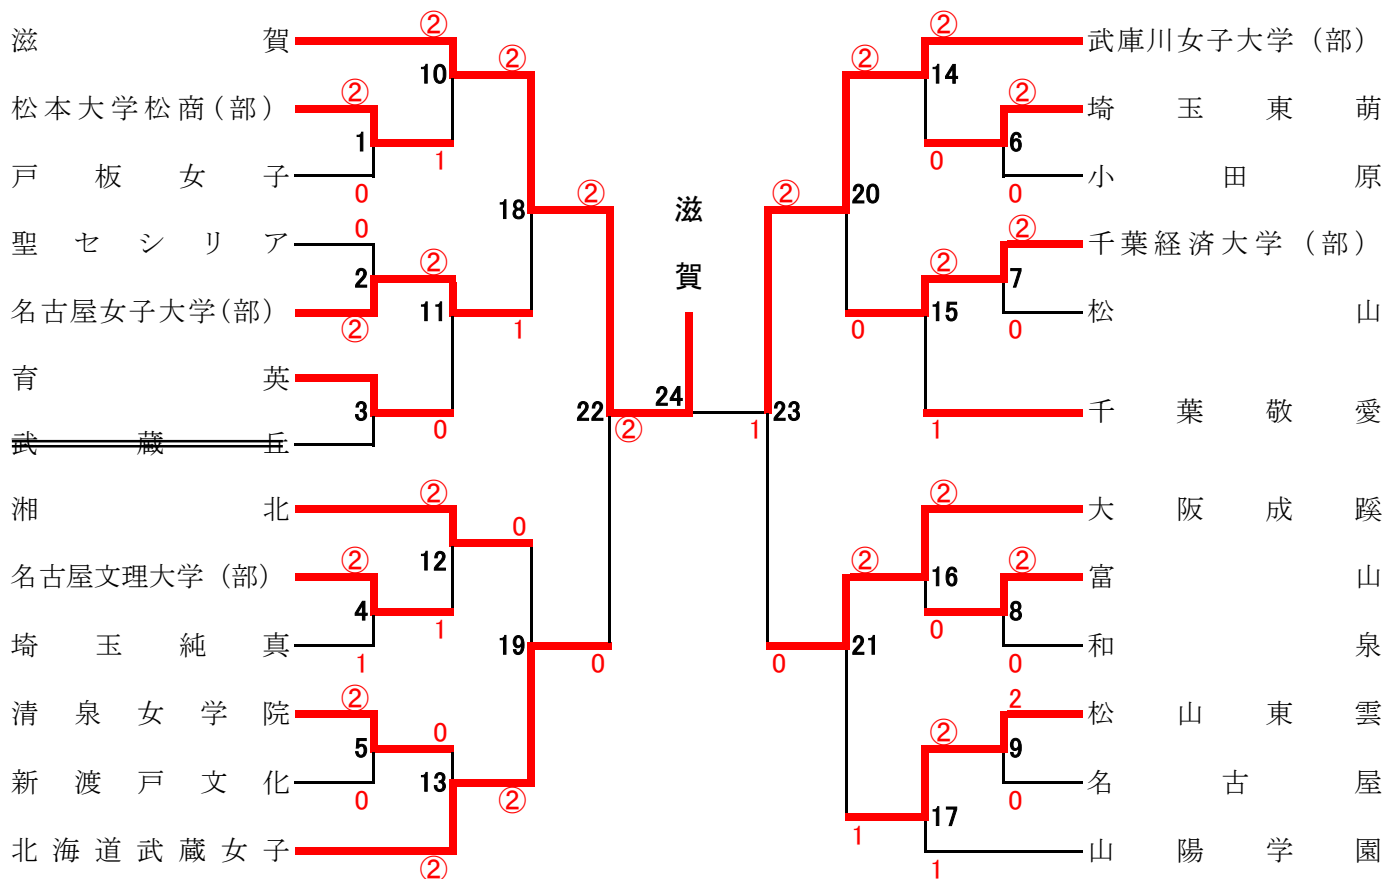 ② ② 滋賀 武庫川女子大学（部）
② 10 ② ② 14 ②
松本大学松商(部) 埼玉東萌
1 1 0 6
戸板女子 0 ② ② 小田原 0
0 18 滋 20 ②
聖セシリア 千葉経済大学（部）
2 ② 賀 ② 7
名古屋女子大学(部) ② 11 1 0 15 松山 0
育英
3 0 22 24 23 千葉敬愛
武蔵丘 ② 1 1
湘北 ② 0 ② 大阪成蹊
名古屋文理大学（部） ② 12 ② 16 ② 富山
4 1 0 8
埼玉純真 1 19 0 0 21 和泉 0
清泉女学院 ② 0 ② 2 松山東雲
5 9
新渡戸文化 0 13 ② 名古屋 0
1 17
北海道武蔵女子 ② 1 山陽学園